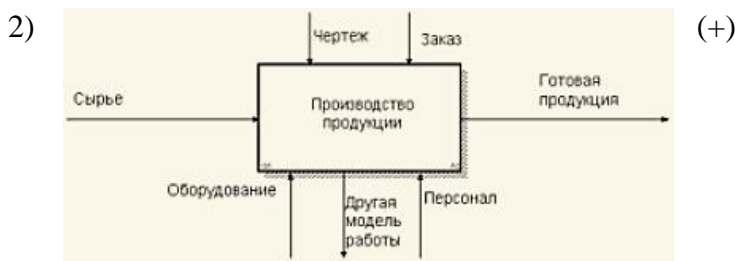 2)
(+)
Чертеж
Заказ
Сырье
Производство
продукции
Готовая
продукция
Оборудование
Другая
модель
работы
Персонал